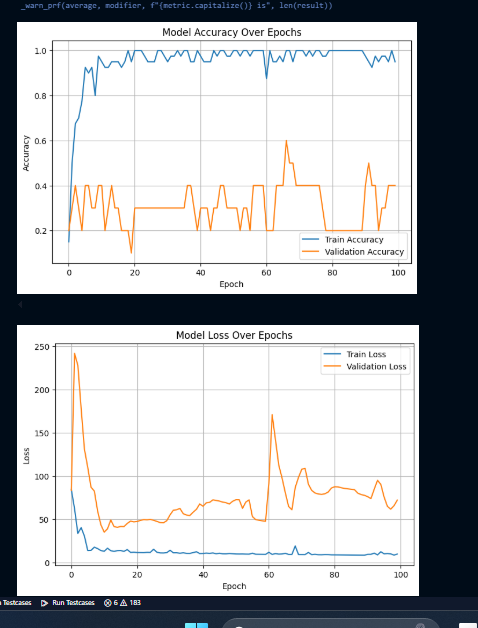 _warn_prf(average, modifier, f"{metric.capitalize()} is", len(result))
Model Accuracy Over Epochs
1.0
0.8
0.6
0.4
0.2
Accuracy
Train Accuracy
Validation Accuracy
0 20 40 60 80 100
Epoch
Model Loss Over Epochs
250
200
150
100
50
0
Loss
Train Loss
Validation Loss
0 20 40 60 80 100
Epoch
Testcases Run Testcases 6 183